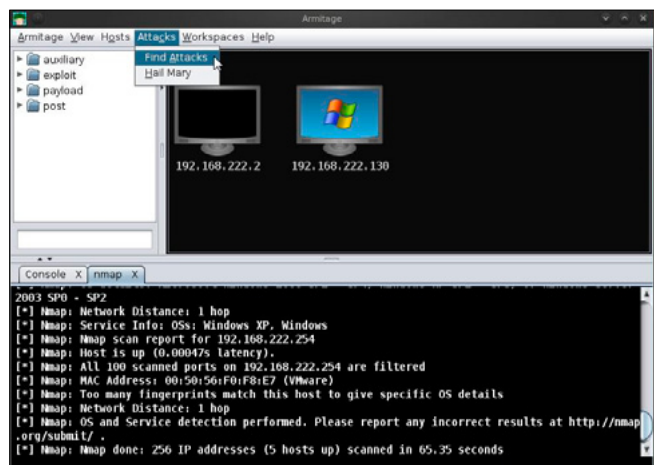 Armitage
Armitage View Hosts Attacks Workspaces Help
Find Attacks
Hail Mary
auxiliary
exploit
payload
post
192.168.222.2
192.168.222.130
Console X nmap X
2003 SP0 - SP2
[*] Nmap: Network Distance: 1 hop
[*] Nmap: Service Info: OSs: Windows XP, Windows
[*] Nmap: Nmap scan report for 192.168.222.254
[*] Nmap: Host is up (0.00047s latency).
[*] Nmap: All 100 scanned ports on 192.168.222.254 are filtered
[*] Nmap: MAC Address: 00:50:56:F0:F8:E7 (VMware)
[*] Nmap: Too many fingerprints match this host to give specific OS details
[*] Nmap: Network Distance: 1 hop
[*] Nmap: OS and Service detection performed. Please report any incorrect results at http://nmap
.org/submit/ .
[*] Nmap: Nmap done: 256 IP addresses (5 hosts up) scanned in 65.35 seconds